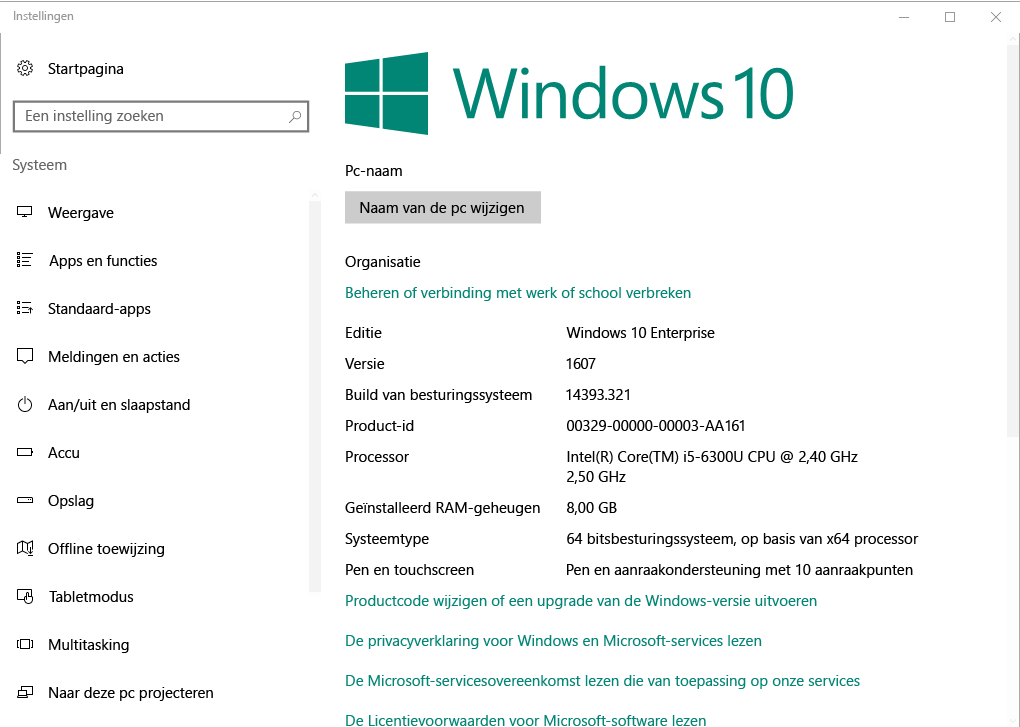 Instellingen
Startpagina
Een instelling zoeken
Systeem
Weergave
Apps en functies
Standaard-apps
Meldingen en acties
Aan/uit en slaapstand
Accu
Opslag
Offline toewijzing
Tabletmodus
Multitasking
Naar deze pc projecteren
Windows 10
Pc-naam
Naam van de pc wijzigen
Organisatie
Beheren of verbinding met werk of school verbreken
Editie Windows 10 Enterprise
Versie 1607
Build van besturingssysteem 14393.321
Product-id 00329-00000-00003-AA161
Processor Intel(R) Core(TM) i5-6300U CPU @ 2,40 GHz
2,50 GHz
Geïnstalleerd RAM-geheugen 8,00 GB
Systeemtype 64 bitsbesturingssysteem, op basis van x64 processor
Pen en touchscreen Pen en aanraakondersteuning met 10 aanraakpunten
Productcode wijzigen of een upgrade van de Windows-versie uitvoeren
De privacyverklaring voor Windows en Microsoft-services lezen
De Microsoft-servicesovereenkomst lezen die van toepassing op onze services
De Licentievoorwaarden voor Microsoft-software lezen